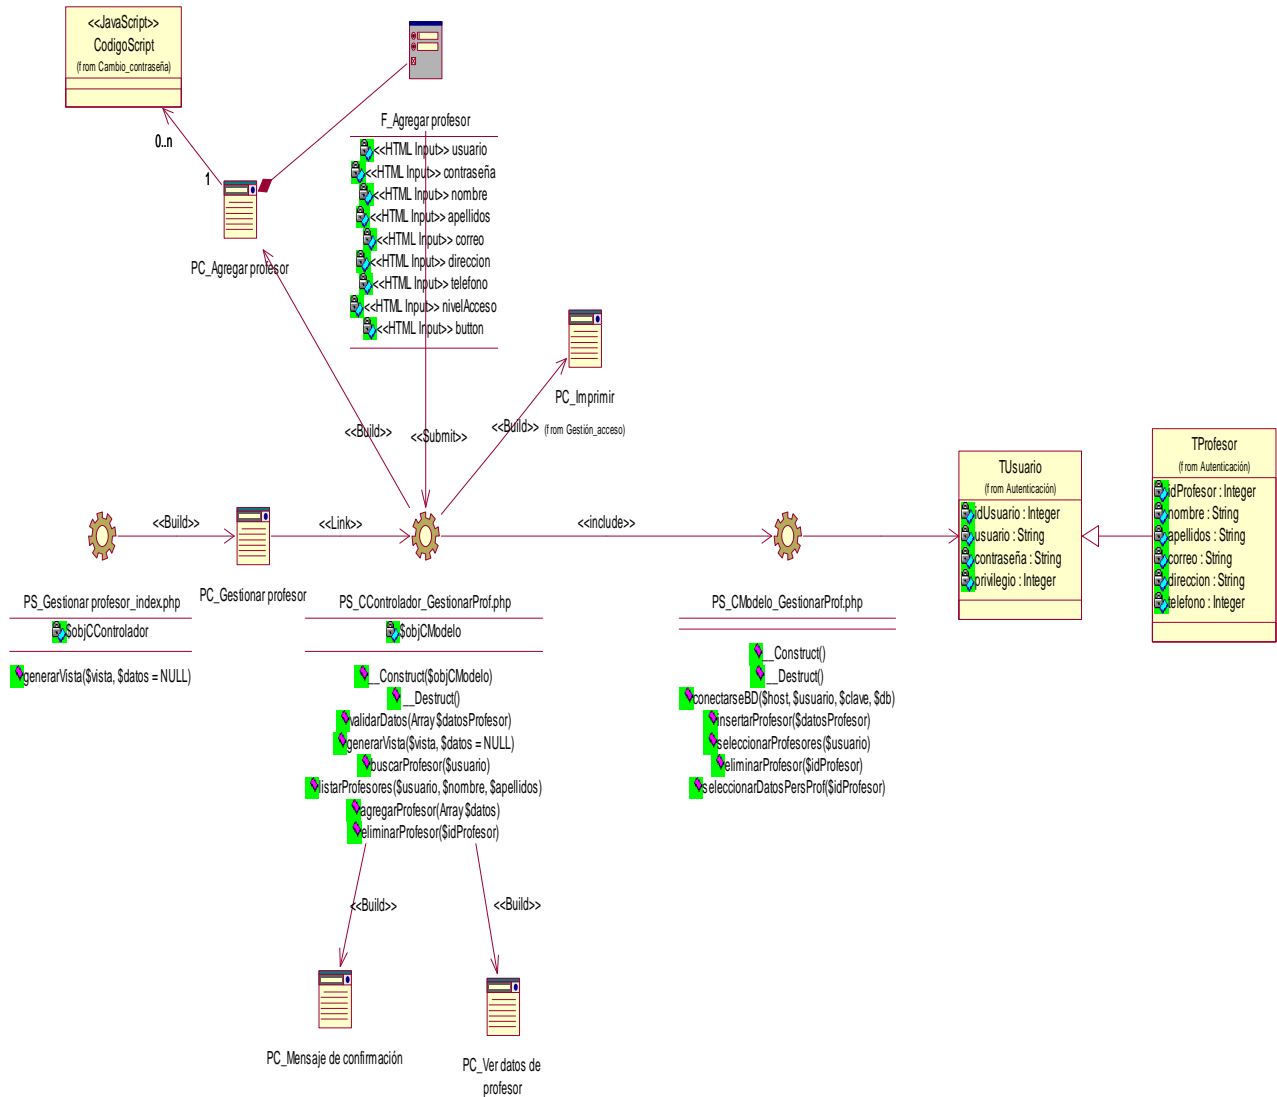 <<JavaScript>>
CodigoScript
(from Cambio_contraseña)
0..n
1
PC_Agregar profesor
F_Agregar profesor
<<HTML Input>> usuario
<<HTML Input>> contraseña
<<HTML Input>> nombre
<<HTML Input>> apellidos
<<HTML Input>> correo
<<HTML Input>> direccion
<<HTML Input>> telefono
<<HTML Input>> nivelAcceso
<<HTML Input>> button
PC_Imprimir
(from Gestión_acceso)
<<Build>>
<<Submit>>
<<Build>>
<<Build>>
<<Link>>
<<include>>
PS_Gestionar profesor_index.php
$objCControlador
generarVista($vista, $datos = NULL)
PC_Gestionar profesor
PS_CControlador_GestionarProf.php
$objCModelo
__Construct($objCModelo)
__Destruct()
validarDatos(Array $datosProfesor)
generarVista($vista, $datos = NULL)
buscarProfesor($usuario)
listarProfesores($usuario, $nombre, $apellidos)
agregarProfesor(Array $datos)
eliminarProfesor($idProfesor)
PS_CModelo_GestionarProf.php
__Construct()
__Destruct()
conectarseBD($host, $usuario, $clave, $db)
insertarProfesor($datosProfesor)
seleccionarProfesores($usuario)
eliminarProfesor($idProfesor)
seleccionarDatosPersProf($idProfesor)
TUsuario
(from Autenticación)
idUsuario : Integer
usuario : String
contraseña : String
privilegio : Integer
TProfesor
(from Autenticación)
idProfesor : Integer
nombre : String
apellidos : String
correo : String
direccion : String
telefono : Integer
<<Build>>
<<Build>>
PC_Mensaje de confirmación
PC_Ver datos de
profesor